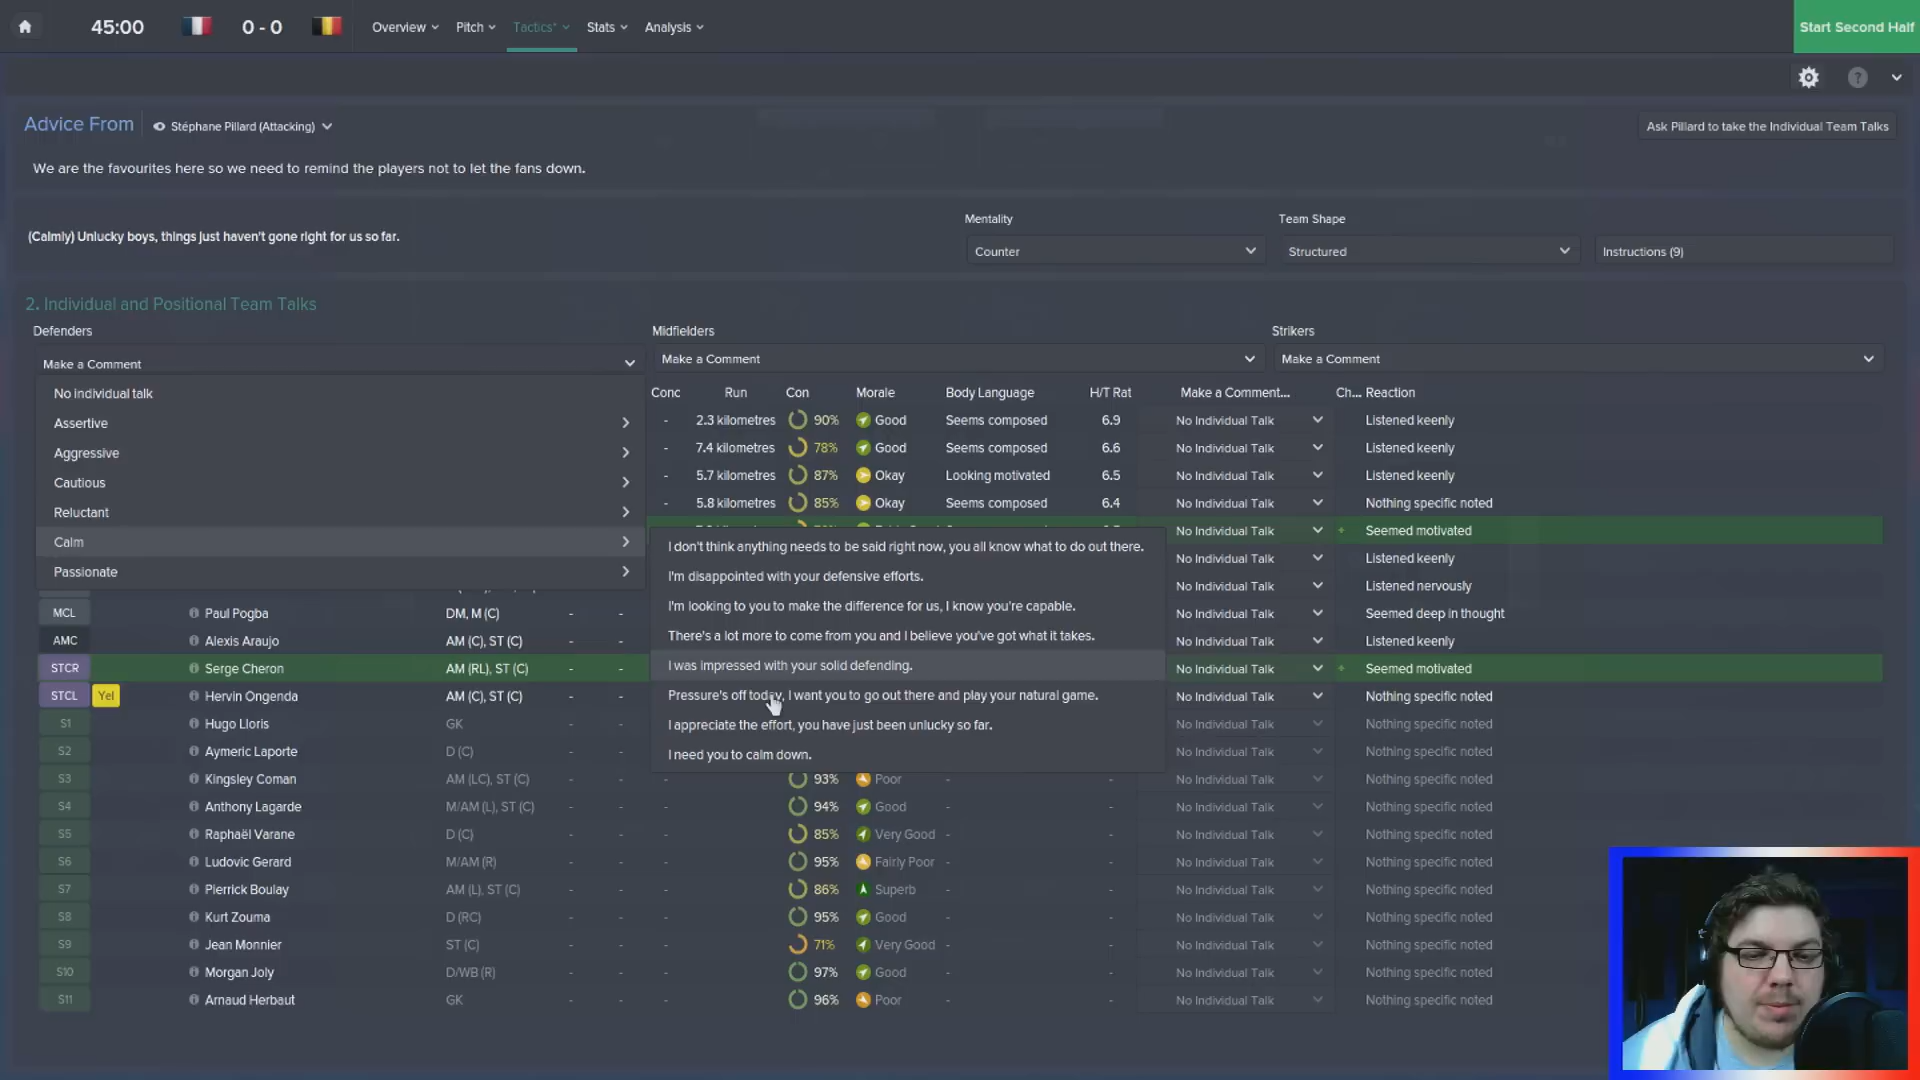 45:00 0 - 0 Overview Pitch Tactics* Stats Analysis Start Second Half
?
Advice From Stéphane Pillard (Attacking) Ask Pillard to take the Individual Team Talks
We are the favourites here so we need to remind the players not to let the fans down.
Mentality Team Shape
(Calmly) Unlucky boys, things just haven't gone right for us so far.
Counter Structured Instructions (9)
2. Individual and Positional Team Talks
Defenders Midfielders Strikers
Make a Comment Make a Comment Make a Comment
No individual talk Conc Run Con Morale Body Language H/T Rat Make a Comment... Ch... Reaction
Assertive - 2.3 kilometres 90% Good Seems composed 6.9 No Individual Talk Listened keenly
Aggressive - 7.4 kilometres 78% Good Seems composed 6.6 No Individual Talk Listened keenly
Cautious - 5.7 kilometres 87% Okay Looking motivated 6.5 No Individual Talk Listened keenly
Reluctant - 5.8 kilometres 85% Okay Seems composed 6.4 No Individual Talk Nothing specific noted
Calm No Individual Talk + Seemed motivated
I don't think anything needs to be said right now, you all know what to do out there. No Individual Talk Listened keenly
Passionate I'm disappointed with your defensive efforts. No Individual Talk Listened nervously
I'm looking to you to make the difference for us, I know you're capable.
MCL Paul Pogba DM, M (C) - - No Individual Talk Seemed deep in thought
There's a lot more to come from you and I believe you've got what it takes.
AMC Alexis Araujo AM (C), ST (C) - - No Individual Talk Listened keenly
I was impressed with your solid defending.
STCR Serge Cheron AM (RL), ST (C) - - No Individual Talk + Seemed motivated
Pressure's off today, I want you to go out there and play your natural game.
STCL Yel Hervin Ongenda AM (C), ST (C) - - No Individual Talk Nothing specific noted
I appreciate the effort, you have just been unlucky so far.
S1 Hugo Lloris GK - - No Individual Talk Nothing specific noted
I need you to calm down.
S2 Aymeric Laporte D (C) - - No Individual Talk Nothing specific noted
S3 Kingsley Coman AM (LC), ST (C) - - 93% Poor - - No Individual Talk Nothing specific noted
S4 Anthony Lagarde M/AM (L), ST (C) - - - 94% Good - - No Individual Talk Nothing specific noted
S5 Raphaël Varane D (C) - - - 85% Very Good - - No Individual Talk Nothing specific noted
S6 Ludovic Gerard M/AM (R) - - - 95% Fairly Poor - - No Individual Talk Nothing specific noted
S7 Pierrick Boulay AM (L), ST (C) - - - 86% Superb - - No Individual Talk Nothing specific noted
S8 Kurt Zouma D (RC) - - - 95% Good - - No Individual Talk Nothing specific noted
S9 Jean Monnier ST (C) - - - 71% Very Good - - No Individual Talk Nothing specific noted
S10 Morgan Joly D/WB (R) - - - 97% Good - - No Individual Talk Nothing specific noted
S11 Arnaud Herbaut GK - - - 96% Poor - - No Individual Talk Nothing specific noted